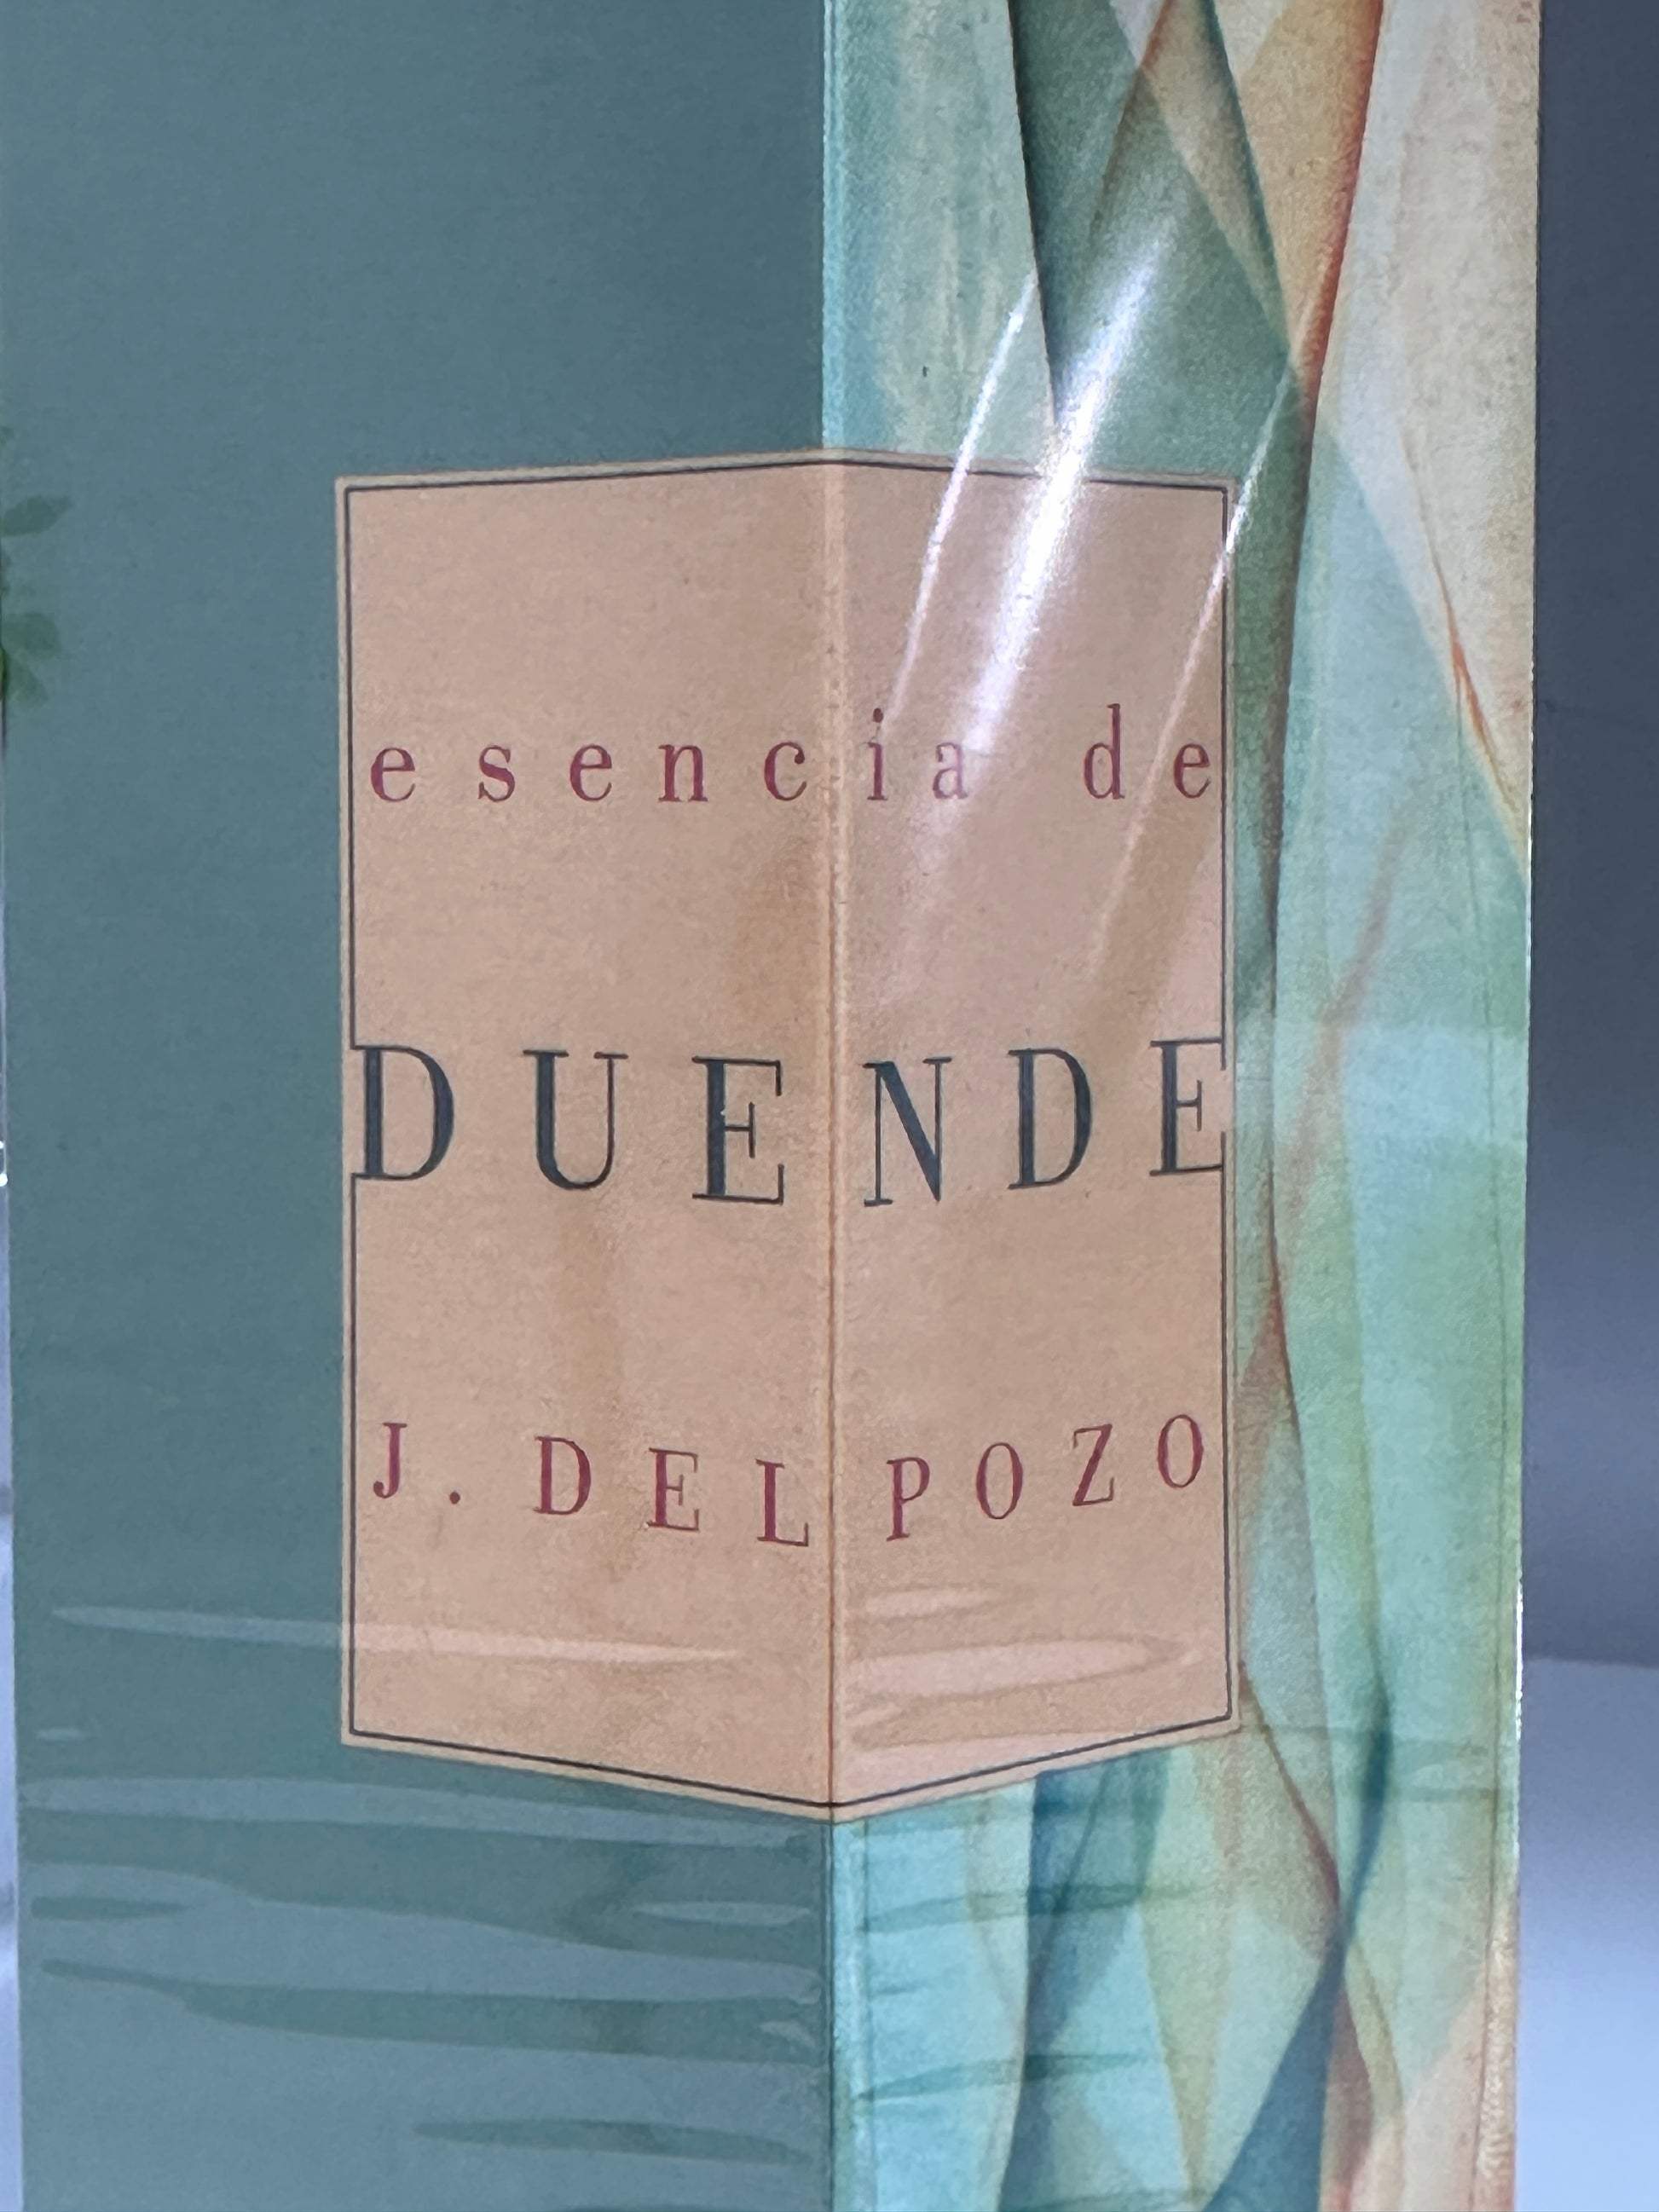 esencia de
DUENDE
J. DEL POZO